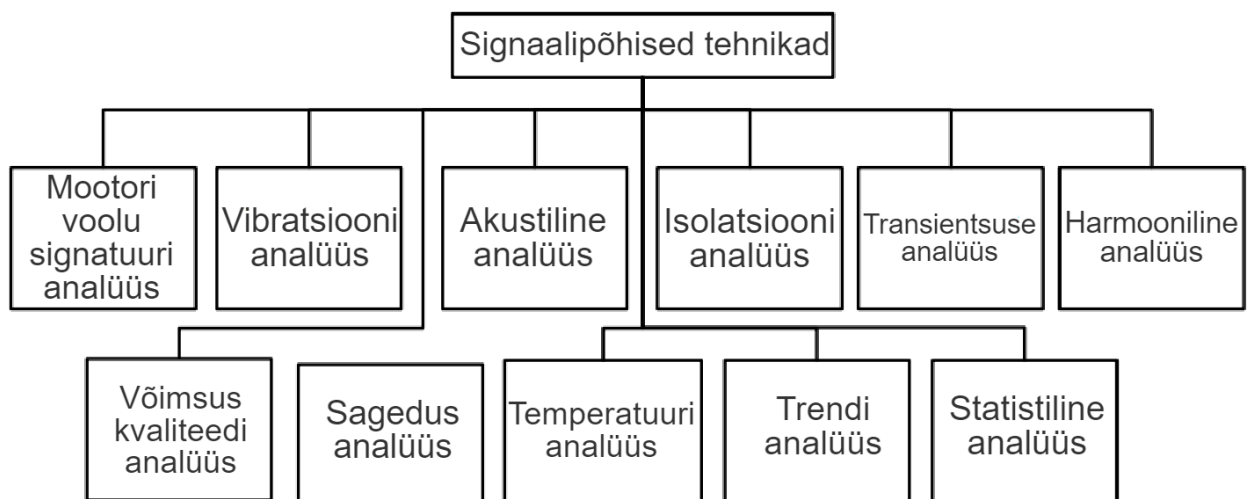 Signaalipõhised tehnikad
Mootori
voolu
signatuuri
analüüs
Vibratsiooni
analüüs
Akustiline
analüüs
Isolatsiooni
analüüs
Transientsuse
analüüs
Harmooniline
analüüs
Võimsus
kvaliteedi
analüüs
Sagedus
analüüs
Temperatuuri
analüüs
Trendi
analüüs
Statistiline
analüüs